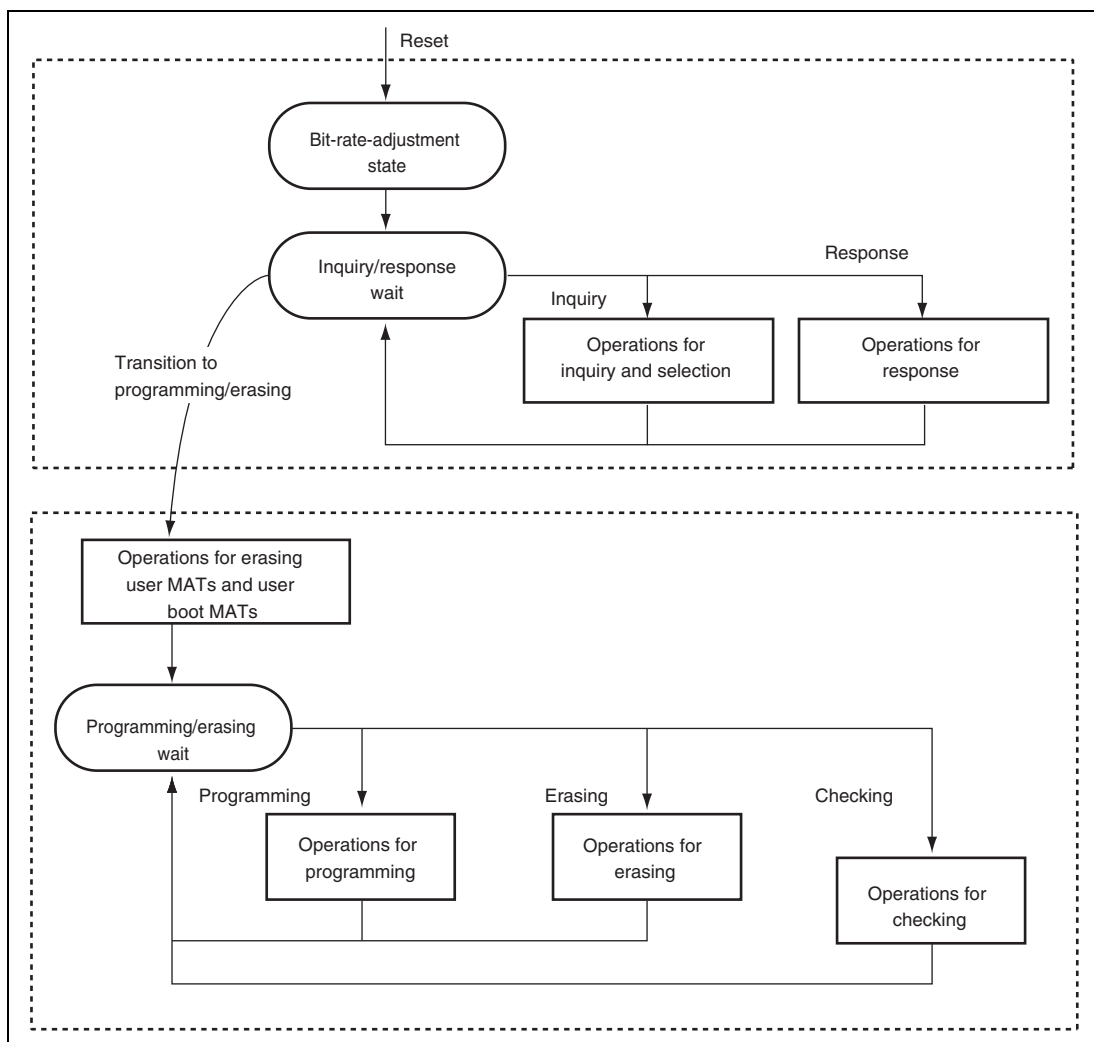 Reset
Bit-rate-adjustment
state
Inquiry/response
wait
Response
Inquiry
Operations for
inquiry and selection
Operations for
response
Transition to
programming/erasing
Operations for erasing
user MATs and user
boot MATs
Programming/erasing
wait
Programming
Erasing
Checking
Operations for
programming
Operations for
erasing
Operations for
checking